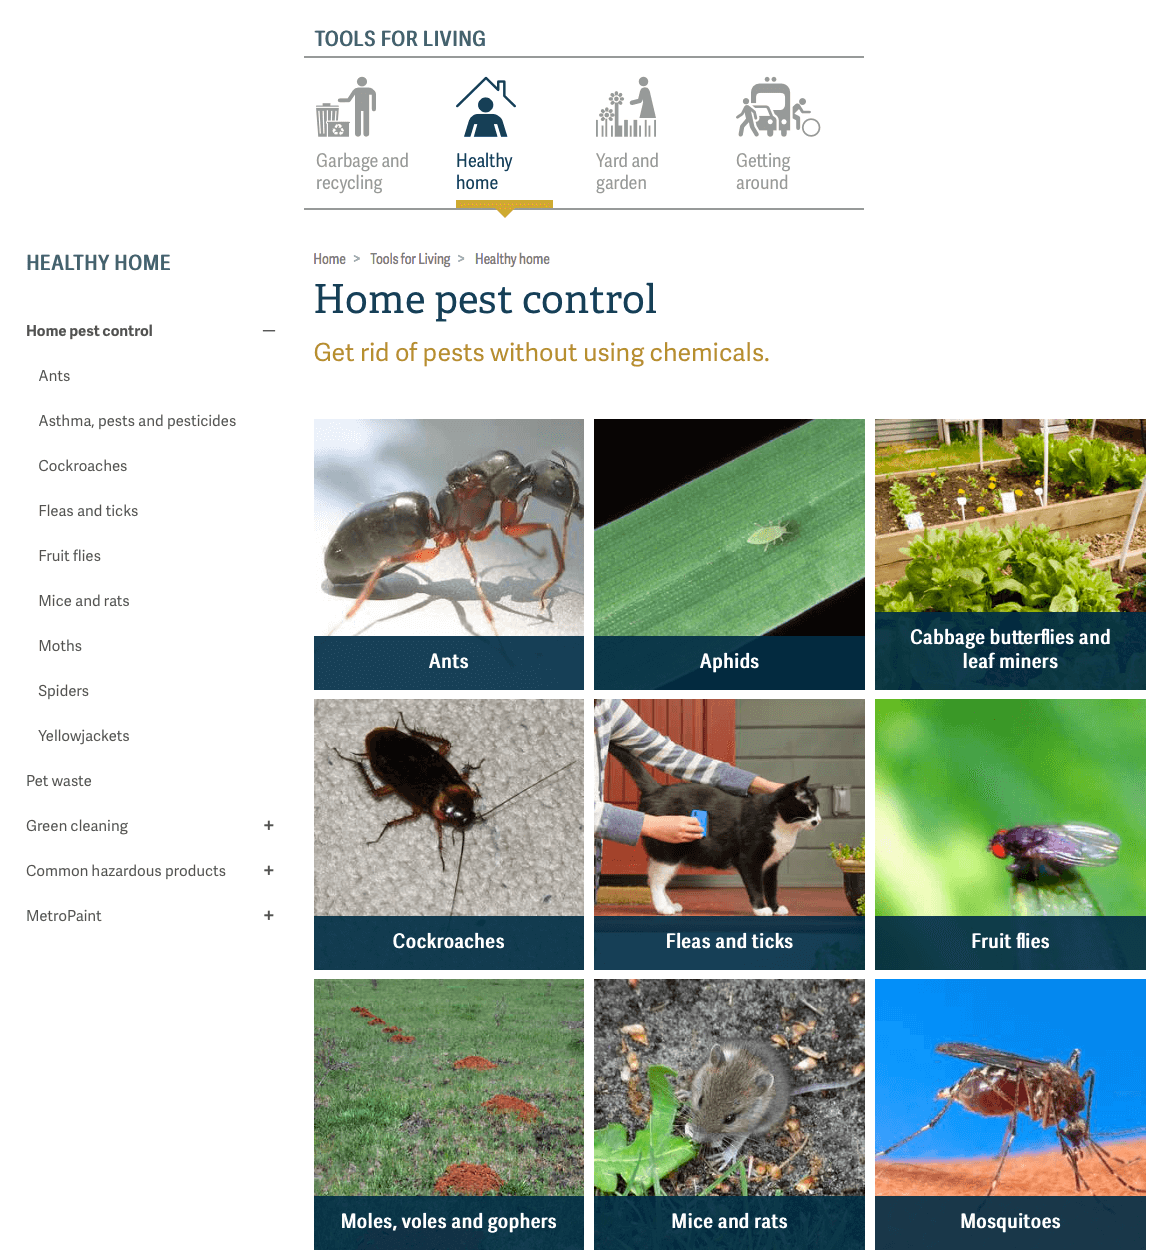 TOOLS FOR LIVING
Garbage and
recycling
Healthy
home
Yard and
garden
Getting
around
HEALTHY HOME
Home pest control —
Ants
Asthma, pests and pesticides
Cockroaches
Fleas and ticks
Fruit flies
Mice and rats
Moths
Spiders
Yellowjackets
Pet waste
Green cleaning +
Common hazardous products +
MetroPaint +
Home > Tools for Living > Healthy home
Home pest control
Get rid of pests without using chemicals.
Ants
Aphids
Cabbage butterflies and
leaf miners
Cockroaches
Fleas and ticks
Fruit flies
Moles, voles and gophers
Mice and rats
Mosquitoes